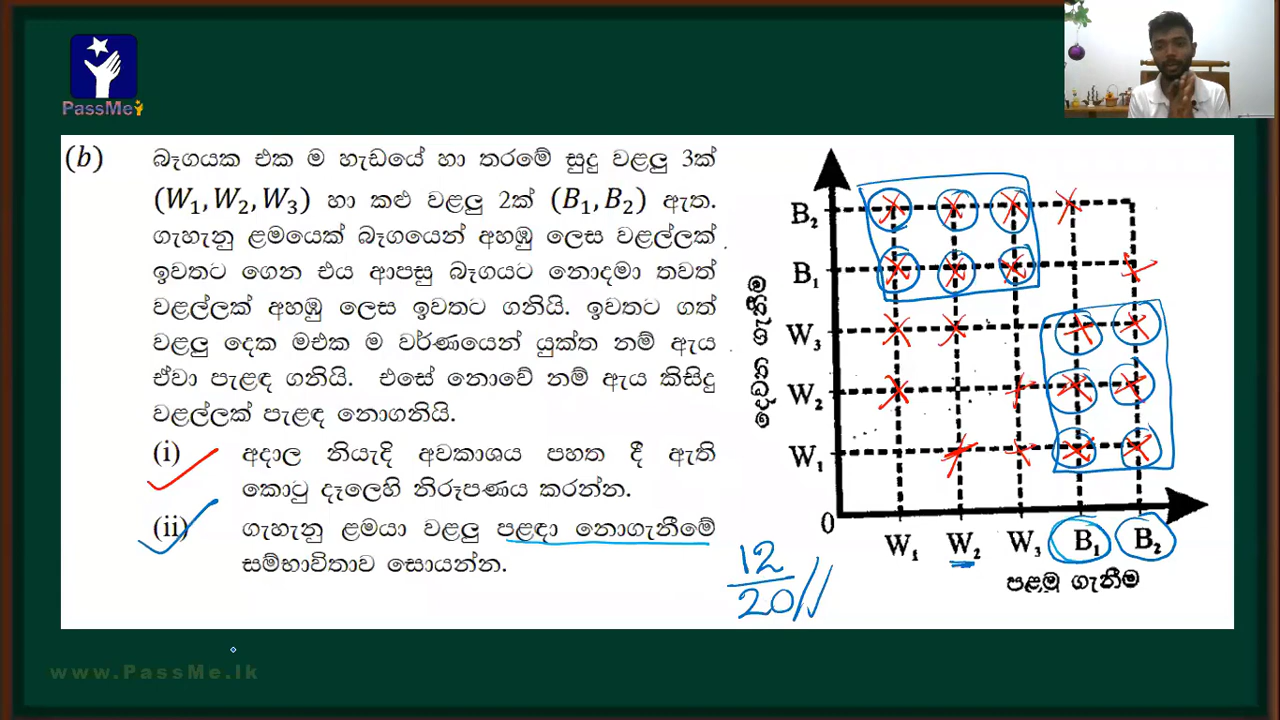 PassMe
(b) බෑගයක එක ම හැඩයේ හා තරමේ සුදු වළලු 3ක්
(W₁, W₂, W₃) හා කළු වළලු 2ක් (B₁, B₂) ඇත.
ගැහැනු ළමයෙක් බෑගයෙන් අහඹු ලෙස වළල්ලක්
ඉවතට ගෙන එය ආපසු බෑගයට නොදමා තවත්
වළල්ලක් අහඹු ලෙස ඉවතට ගනියි. ඉවතට ගත්
වළලු දෙක මඑක ම වර්ණයෙන් යුක්ත නම් ඇය
ඒවා පැළඳ ගනියි. එසේ නොවේ නම් ඇය කිසිදු
වළල්ලක් පැළඳ නොගනියි.
(i) අදාල නියැදි අවකාශය පහත දී ඇති
කොටු දැලෙහි නිරූපණය කරන්න.
(ii) ගැහැනු ළමයා වළලු පළඳා නොගැනීමේ
සම්භාවිතාව සොයන්න.
දෙවන ගැනීම
B₂
B₁
W₃
W₂
W₁
0
W₁ W₂ W₃ B₁ B₂
පළමු ගැනීම
12
20
www.PassMe.lk